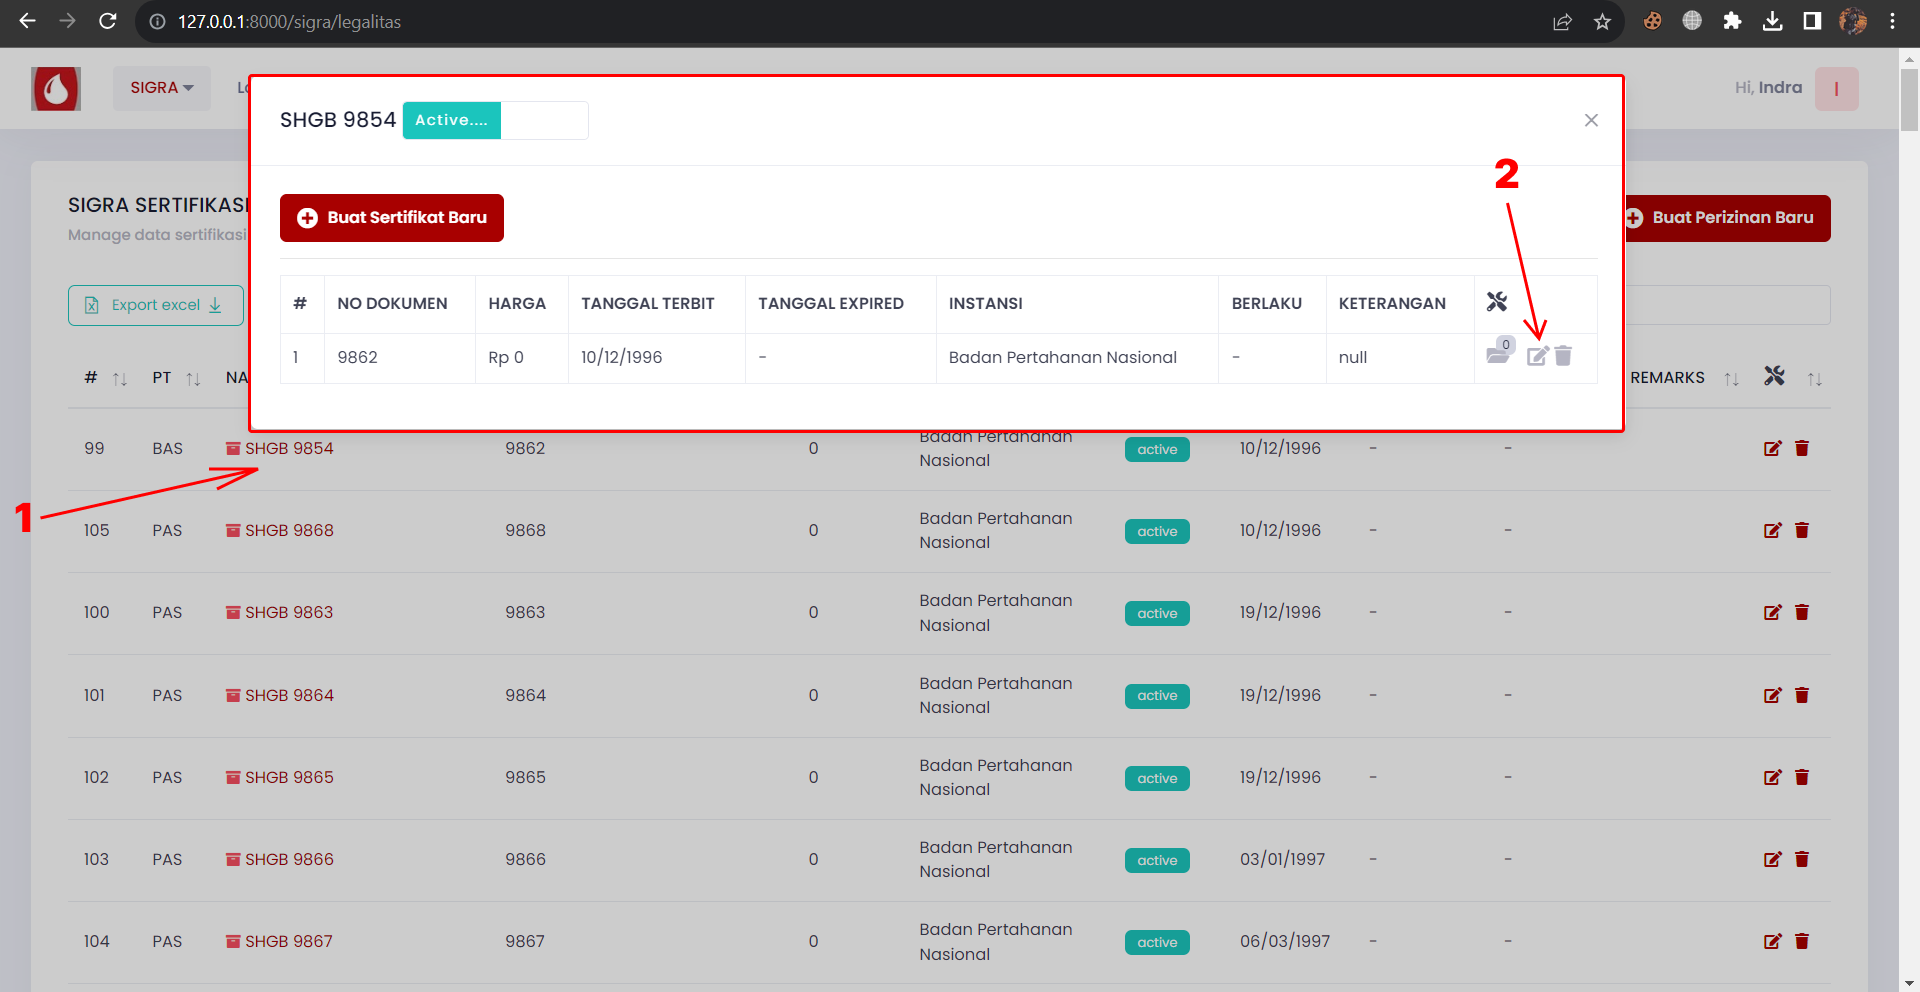 127.0.0.1:8000/sigra/legalitas
SIGRA
Hi, Indra
I
SHGB 9854 Active....
2
SIGRA SERTIFIKASI
Manage data sertifikasi
Buat Sertifikat Baru
Buat Perizinan Baru
Export excel
# NO DOKUMEN HARGA TANGGAL TERBIT TANGGAL EXPIRED INSTANSI BERLAKU KETERANGAN
1 9862 Rp 0 10/12/1996 - Badan Pertahanan Nasional - null 0
# PT NA REMARKS
99 BAS SHGB 9854 9862 0 Badan Pertahanan Nasional active 10/12/1996 - -
1
105 PAS SHGB 9868 9868 0 Badan Pertahanan Nasional active 10/12/1996 - -
100 PAS SHGB 9863 9863 0 Badan Pertahanan Nasional active 19/12/1996 - -
101 PAS SHGB 9864 9864 0 Badan Pertahanan Nasional active 19/12/1996 - -
102 PAS SHGB 9865 9865 0 Badan Pertahanan Nasional active 19/12/1996 - -
103 PAS SHGB 9866 9866 0 Badan Pertahanan Nasional active 03/01/1997 - -
104 PAS SHGB 9867 9867 0 Badan Pertahanan Nasional active 06/03/1997 - -